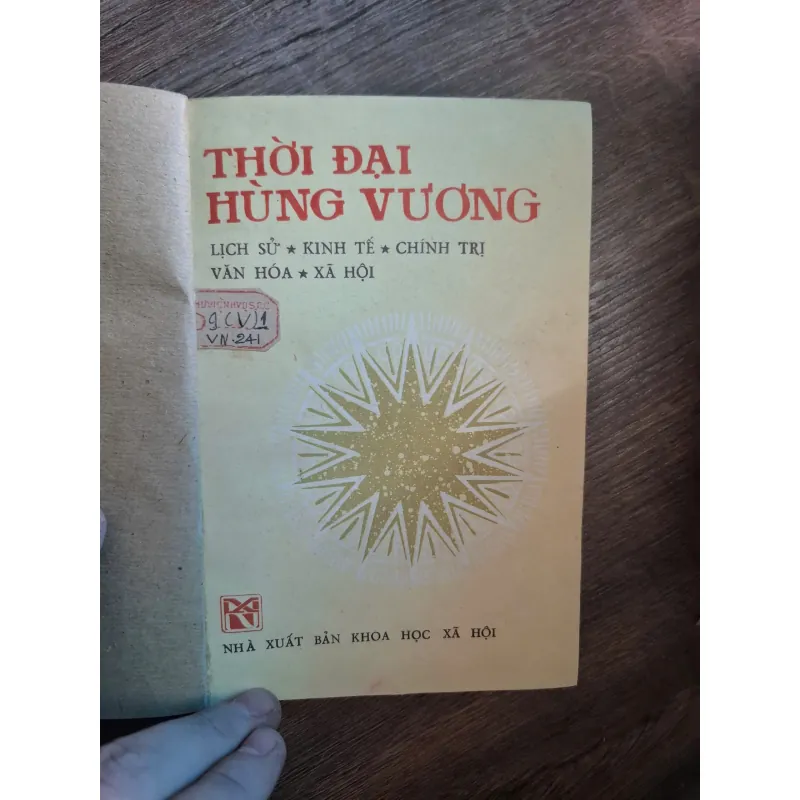 THỜI ĐẠI
HÙNG VƯƠNG
LỊCH SỬ ★ KINH TẾ ★ CHÍNH TRỊ
VĂN HÓA ★ XÃ HỘI
9(V)1
VN.241
NHÀ XUẤT BẢN KHOA HỌC XÃ HỘI